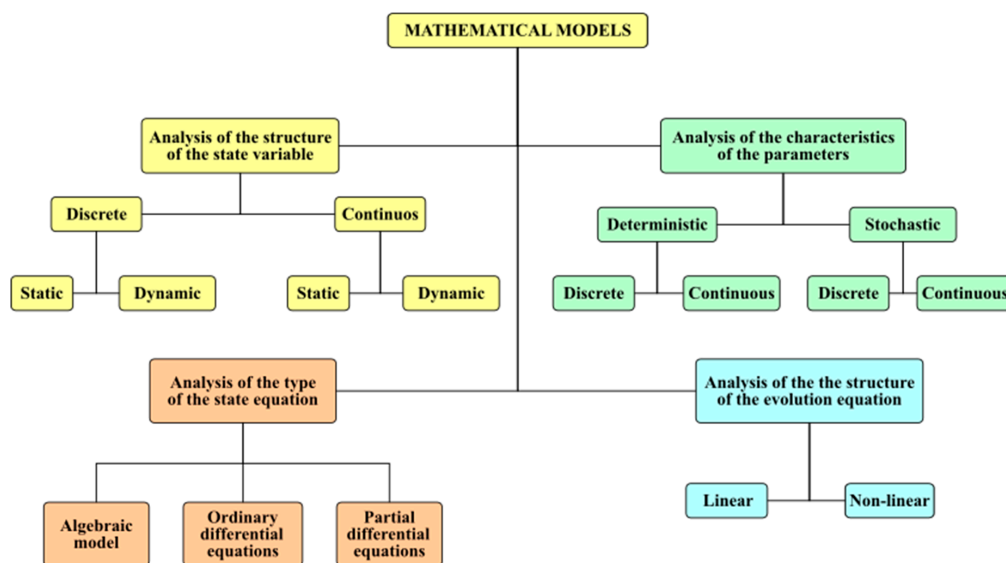 MATHEMATICAL MODELS
Analysis of the structure
of the state variable
Analysis of the characteristics
of the parameters
Discrete
Continuos
Deterministic
Stochastic
Static
Dynamic
Static
Dynamic
Discrete
Continuous
Discrete
Continuous
Analysis of the type
of the state equation
Analysis of the the structure
of the evolution equation
Linear
Non-linear
Algebraic
model
Ordinary
differential
equations
Partial
differential
equations